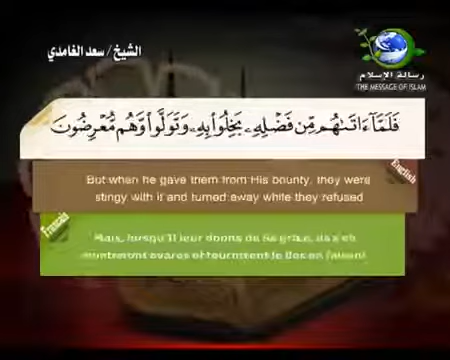 الشيخ / سعد الغامدي
رسالة الإسلام
THE MESSAGE OF ISLAM
فَلَمَّآ ءَاتَىٰهُم مِّن فَضْلِهِۦ بَخِلُوا۟ بِهِۦ وَتَوَلَّوا۟ وَّهُم مُّعْرِضُونَ
English
But when he gave them from His bounty, they were
stingy with it and turned away while they refused
Français
Mais, lorsqu'Il leur donna de Sa grâce, ils s'en
montrèrent avares et tournèrent le dos en faisant